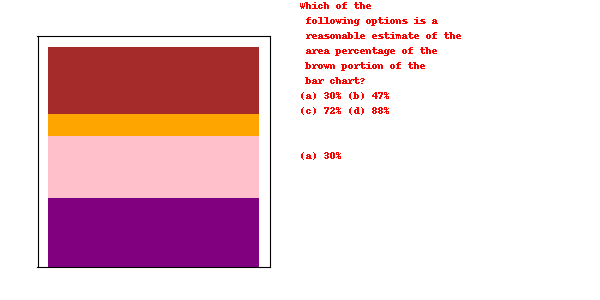 Which of the
following options is a
reasonable estimate of the
area percentage of the
brown portion of the
bar chart?
(a) 30% (b) 47%
(c) 72% (d) 88%
(a) 30%